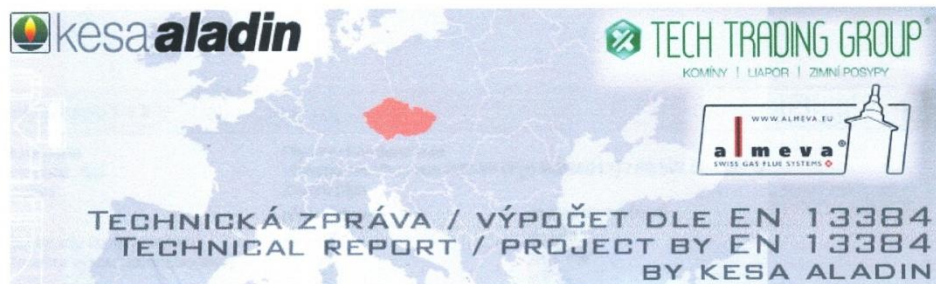 kesa aladin
TECH TRADING GROUP
KOMÍNY | LIAPOR | ZIMNÍ POSYPY
WWW.ALMEVA.EU
almeva®
SWISS GAS FLUE SYSTEMS
TECHNICKÁ ZPRÁVA / VÝPOČET DLE EN 13384
TECHNICAL REPORT / PROJECT BY EN 13384
BY KESA ALADIN